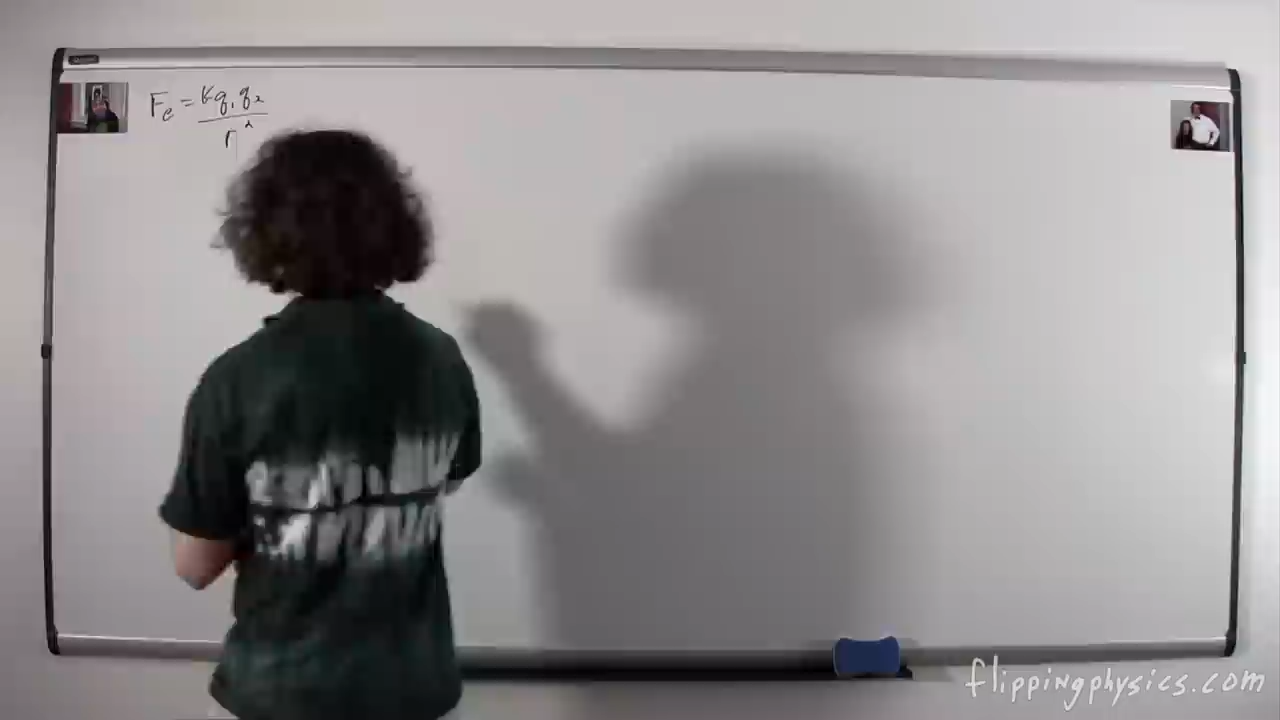 Fe = kq₁q₂
r²
flippingphysics.com